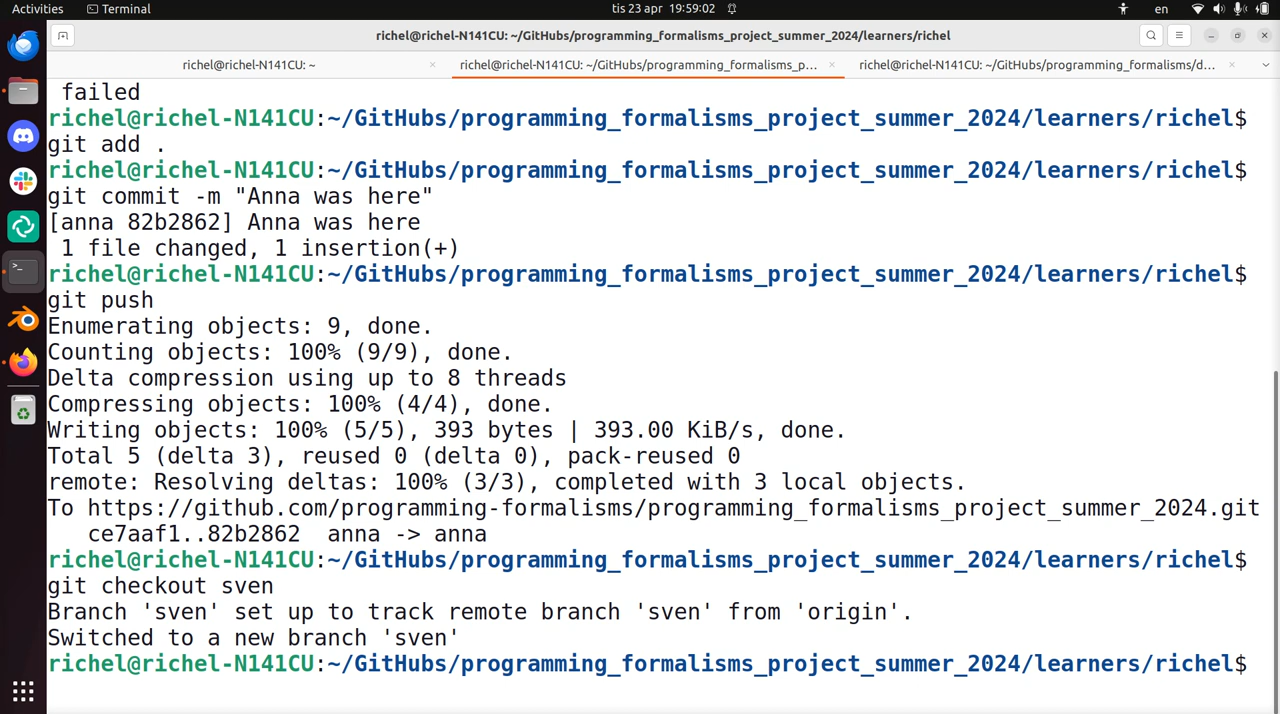 Activities
Terminal
tis 23 apr 19:59:02
en
richel@richel-N141CU: ~/GitHubs/programming_formalisms_project_summer_2024/learners/richel
richel@richel-N141CU: ~
richel@richel-N141CU: ~/GitHubs/programming_formalisms_p...
richel@richel-N141CU: ~/GitHubs/programming_formalisms/d...
failed
richel@richel-N141CU:~/GitHubs/programming_formalisms_project_summer_2024/learners/richel$
git add .
richel@richel-N141CU:~/GitHubs/programming_formalisms_project_summer_2024/learners/richel$
git commit -m "Anna was here"
[anna 82b2862] Anna was here
1 file changed, 1 insertion(+)
richel@richel-N141CU:~/GitHubs/programming_formalisms_project_summer_2024/learners/richel$
git push
Enumerating objects: 9, done.
Counting objects: 100% (9/9), done.
Delta compression using up to 8 threads
Compressing objects: 100% (4/4), done.
Writing objects: 100% (5/5), 393 bytes | 393.00 KiB/s, done.
Total 5 (delta 3), reused 0 (delta 0), pack-reused 0
remote: Resolving deltas: 100% (3/3), completed with 3 local objects.
To https://github.com/programming-formalisms/programming_formalisms_project_summer_2024.git
ce7aaf1..82b2862  anna -> anna
richel@richel-N141CU:~/GitHubs/programming_formalisms_project_summer_2024/learners/richel$
git checkout sven
Branch 'sven' set up to track remote branch 'sven' from 'origin'.
Switched to a new branch 'sven'
richel@richel-N141CU:~/GitHubs/programming_formalisms_project_summer_2024/learners/richel$